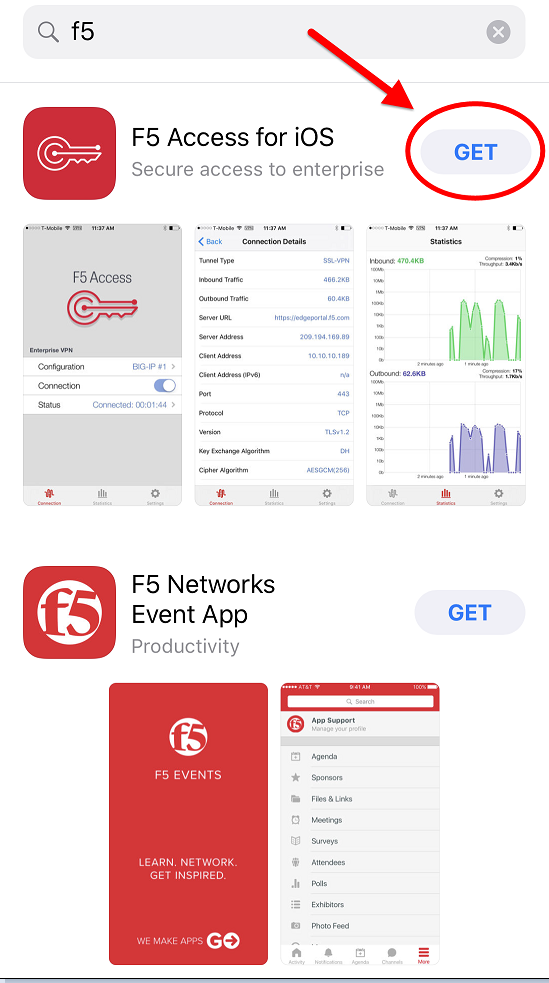 f5
F5 Access for iOS
Secure access to enterprise
GET
T-Mobile VPN 11:37 AM
F5 Access
Enterprise VPN
Configuration BIG-IP #1
Connection
Status Connected: 00:01:44
Connection Statistics Settings
T-Mobile VPN 11:37 AM
Back Connection Details
Tunnel Type SSL-VPN
Inbound Traffic 466.2KB
Outbound Traffic 60.4KB
Server URL https://edgeportal.f5.com
Server Address 209.194.169.89
Client Address 10.10.10.189
Client Address (IPv6) n/a
Port 443
Protocol TCP
Version TLSv1.2
Key Exchange Algorithm DH
Cipher Algorithm AESGCM(256)
Connection Statistics Settings
T-Mobile VPN 11:37 AM
Statistics
Inbound: 470.4KB
Compression: 1%
Throughput: 3.4Kb/s
100Mb
10Mb
1Mb
100Kb
10Kb
1Kb
100b
10b
0b
2 minutes ago 1 minute ago
Outbound: 62.6KB
Compression: 17%
Throughput: 1.7Kb/s
100Mb
10Mb
1Mb
100Kb
10Kb
1Kb
100b
10b
0b
2 minutes ago 1 minute ago
Connection Statistics Settings
f5
F5 Networks
Event App
Productivity
GET
f5
F5 EVENTS
LEARN. NETWORK.
GET INSPIRED.
WE MAKE APPS GO
AT&T 9:41 AM 100%
Search
f5
App Support
Manage your profile
Agenda
Sponsors
Files & Links
Meetings
Surveys
Attendees
Polls
Exhibitors
Photo Feed
Activity Notifications Agenda Channels More